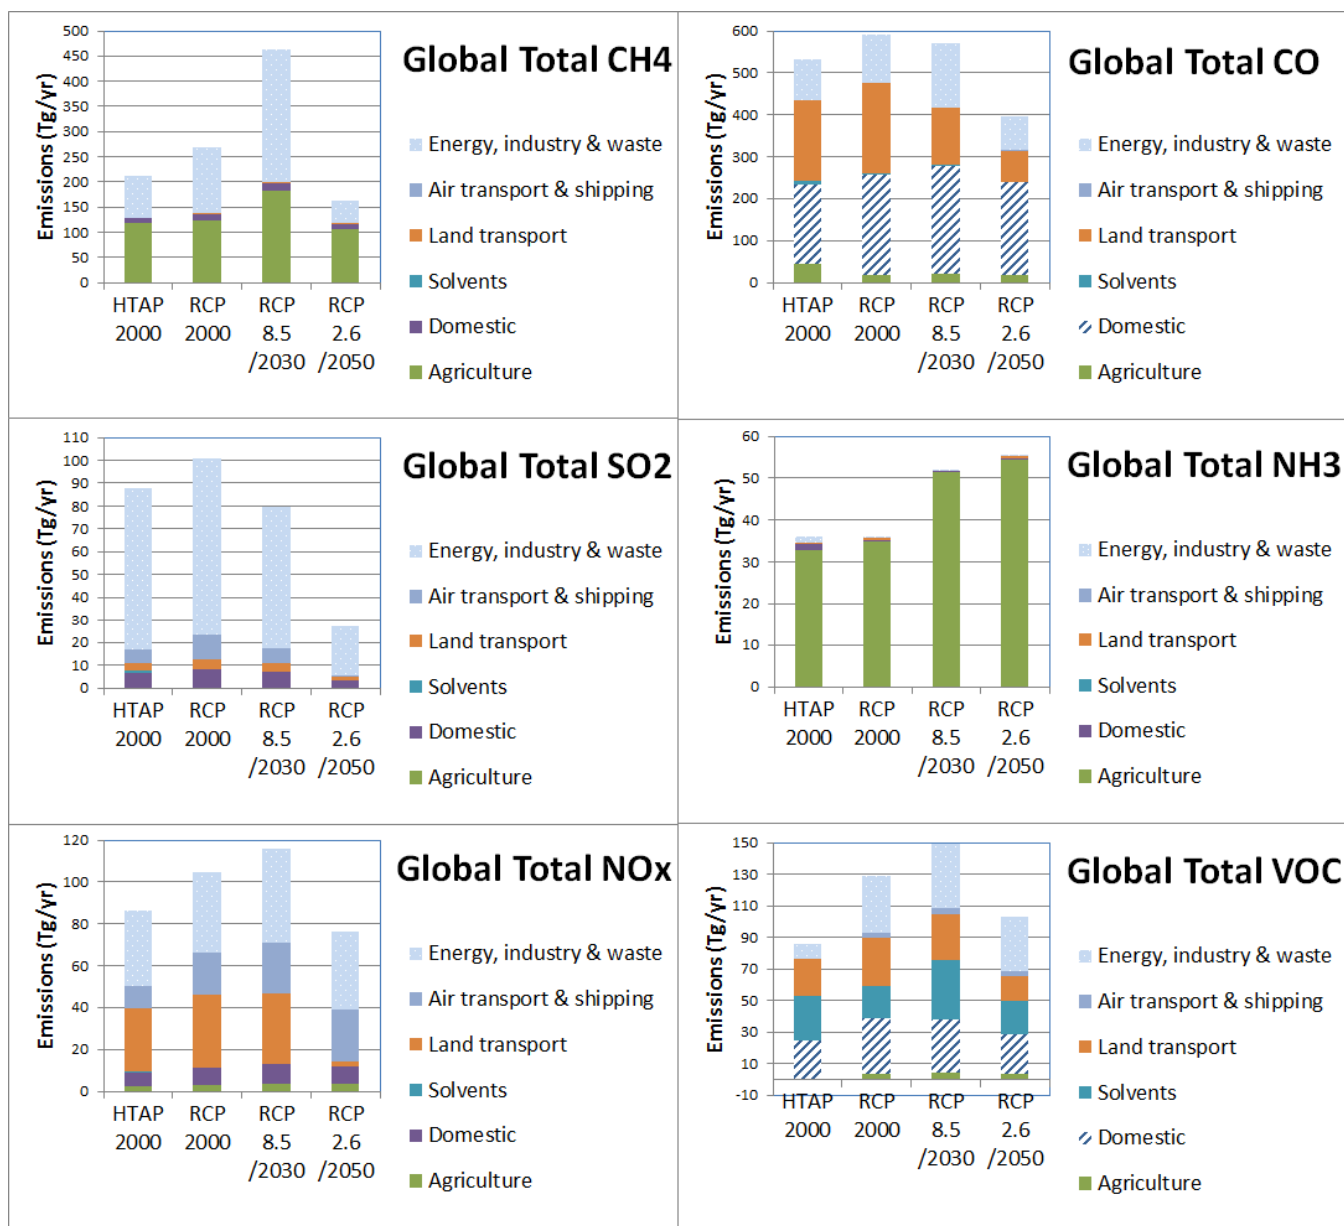 Global Total CH4
Emissions (Tg/yr)
500
450
400
350
300
250
200
150
100
50
0
HTAP 2000
RCP 2000
RCP 8.5 /2030
RCP 2.6 /2050
Energy, industry & waste
Air transport & shipping
Land transport
Solvents
Domestic
Agriculture
Global Total CO
Emissions (Tg/yr)
600
500
400
300
200
100
0
HTAP 2000
RCP 2000
RCP 8.5 /2030
RCP 2.6 /2050
Energy, industry & waste
Air transport & shipping
Land transport
Solvents
Domestic
Agriculture
Global Total SO2
Emissions (Tg/yr)
110
100
90
80
70
60
50
40
30
20
10
0
HTAP 2000
RCP 2000
RCP 8.5 /2030
RCP 2.6 /2050
Energy, industry & waste
Air transport & shipping
Land transport
Solvents
Domestic
Agriculture
Global Total NH3
Emissions (Tg/yr)
60
50
40
30
20
10
0
HTAP 2000
RCP 2000
RCP 8.5 /2030
RCP 2.6 /2050
Energy, industry & waste
Air transport & shipping
Land transport
Solvents
Domestic
Agriculture
Global Total NOx
Emissions (Tg/yr)
120
100
80
60
40
20
0
HTAP 2000
RCP 2000
RCP 8.5 /2030
RCP 2.6 /2050
Energy, industry & waste
Air transport & shipping
Land transport
Solvents
Domestic
Agriculture
Global Total VOC
Emissions (Tg/yr)
150
130
110
90
70
50
30
10
-10
HTAP 2000
RCP 2000
RCP 8.5 /2030
RCP 2.6 /2050
Energy, industry & waste
Air transport & shipping
Land transport
Solvents
Domestic
Agriculture